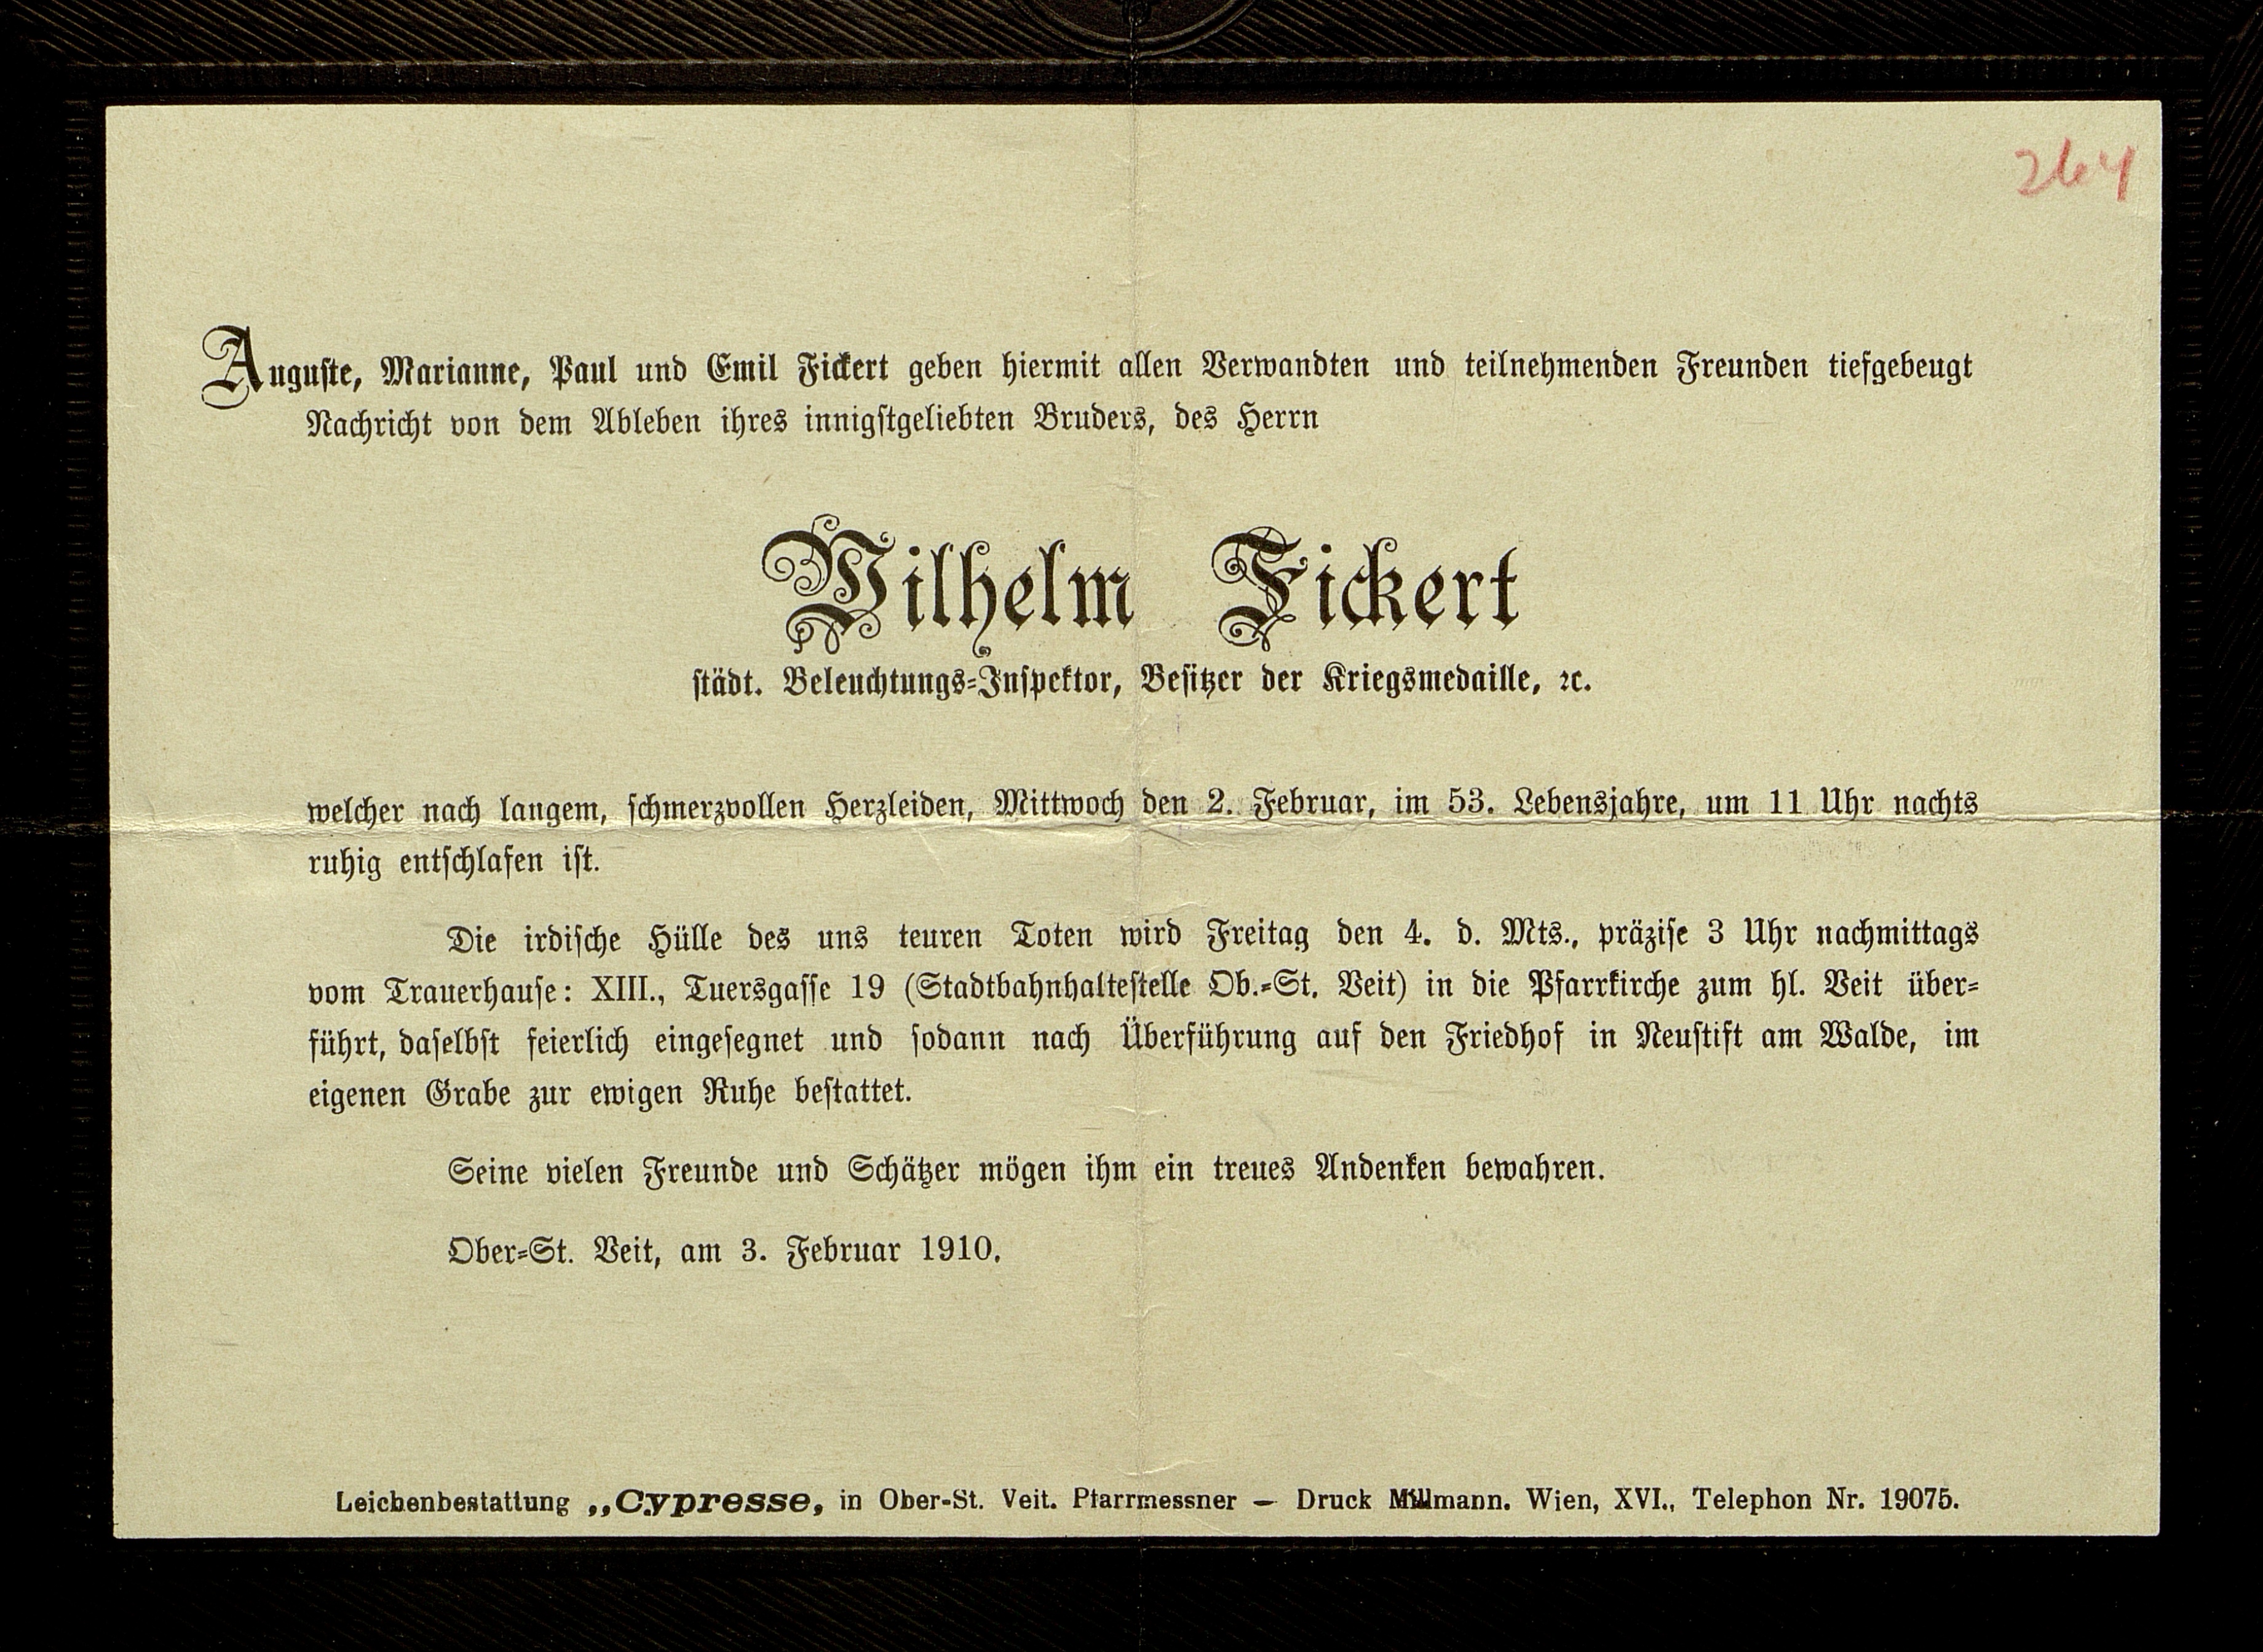 264
Auguste, Marianne, Paul und Emil Fickert geben hiermit allen Verwandten und teilnehmenden Freunden tiefgebeugt
Nachricht von dem Ableben ihres innigstgeliebten Bruders, des Herrn
Wilhelm Fickert
städt. Beleuchtungs-Inspektor, Besitzer der Kriegsmedaille, ꝛc.
welcher nach langem, schmerzvollen Herzleiden, Mittwoch den 2. Februar, im 53. Lebensjahre, um 11 Uhr nachts
ruhig entschlafen ist.
Die irdische Hülle des uns teuren Toten wird Freitag den 4. d. Mts., präzise 3 Uhr nachmittags
vom Trauerhause: XIII., Tuersgasse 19 (Stadtbahnhaltestelle Ob.-St. Veit) in die Pfarrkirche zum hl. Veit über-
führt, daselbst feierlich eingesegnet und sodann nach Überführung auf den Friedhof in Neustift am Walde, im
eigenen Grabe zur ewigen Ruhe bestattet.
Seine vielen Freunde und Schätzer mögen ihm ein treues Andenken bewahren.
Ober-St. Veit, am 3. Februar 1910.
Leichenbestattung „Cypresse, in Ober-St. Veit. Pfarrmessner — Druck Millmann. Wien, XVI., Telephon Nr. 19075.